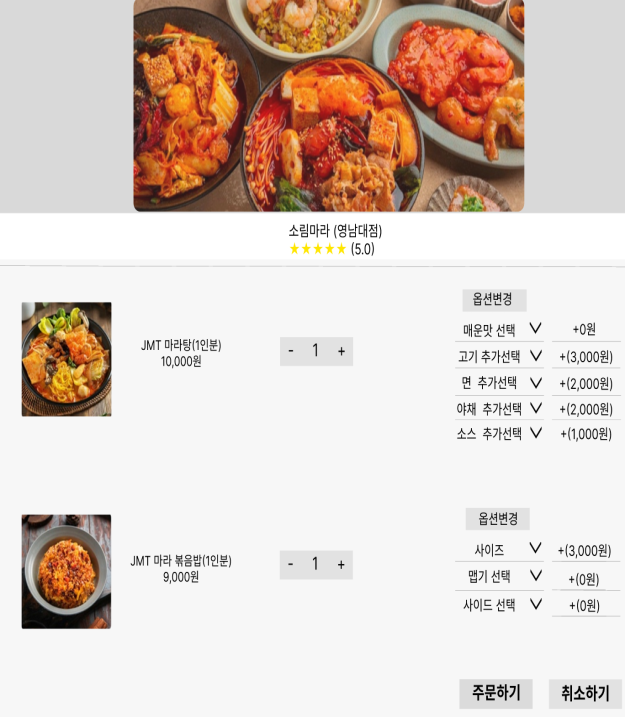 소림마라 (영남대점)
★★★★★ (5.0)
JMT 마라탕(1인분)
10,000원
- 1 +
옵션변경
매운맛 선택 +0원
고기 추가선택 +(3,000원)
면 추가선택 +(2,000원)
야채 추가선택 +(2,000원)
소스 추가선택 +(1,000원)
JMT 마라 볶음밥(1인분)
9,000원
- 1 +
옵션변경
사이즈 +(3,000원)
맵기 선택 +(0원)
사이드 선택 +(0원)
주문하기 취소하기